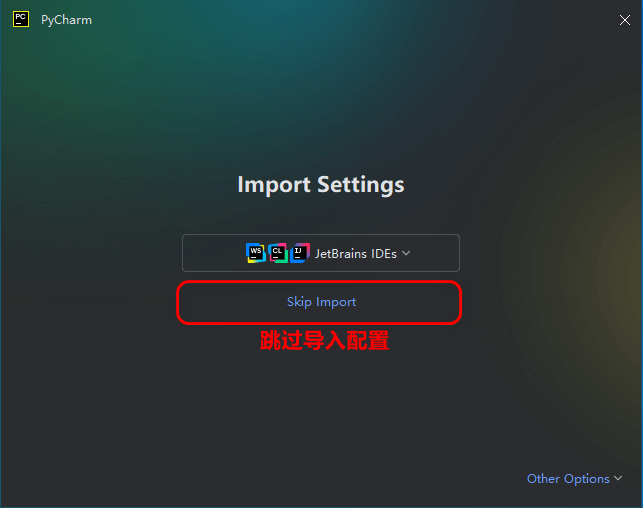 PC PyCharm
Import Settings
WS CL IJ JetBrains IDEs
Skip Import
跳过导入配置
Other Options